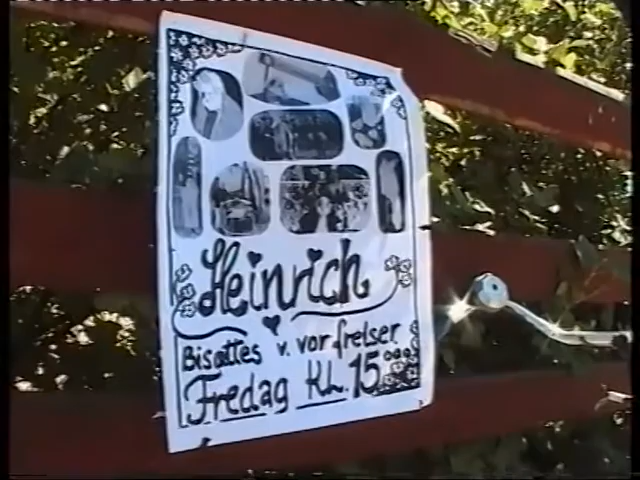 Heinrich
Bisættes v. vor frelser
Fredag Kl. 15.00